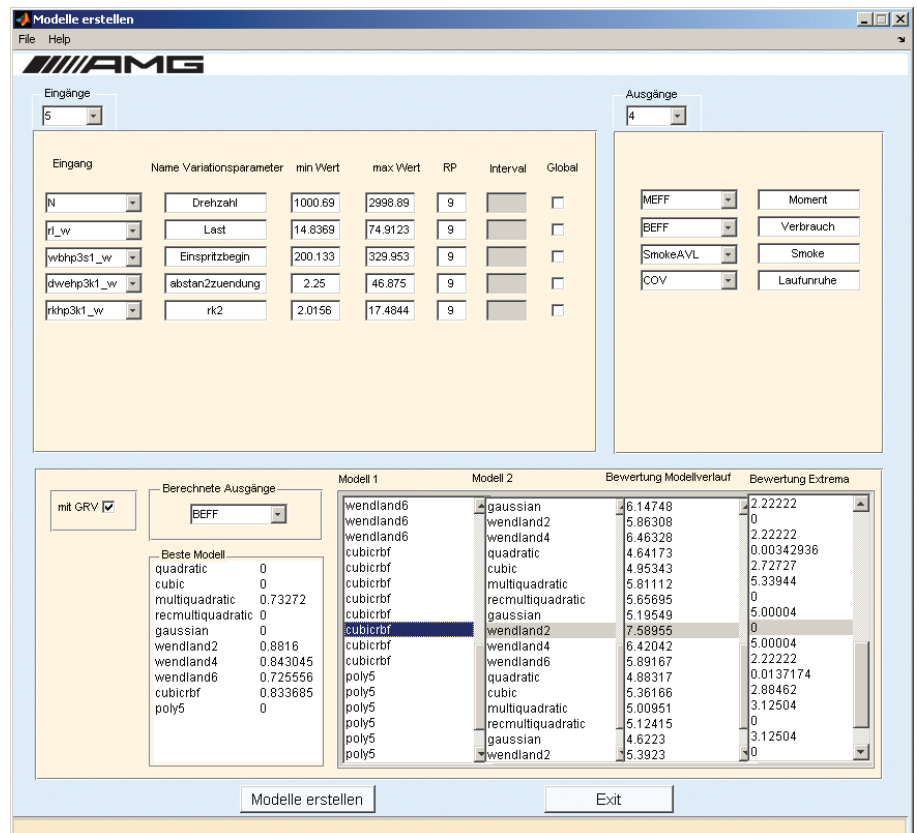 Modelle erstellen
File Help
AMG
Eingänge
5
Ausgänge
4
Eingang Name Variationsparameter min Wert max Wert RP Interval Global
N Drehzahl 1000.69 2998.89 9
rl_w Last 14.8369 74.9123 9
wbhp3s1_w Einspritzbegin 200.133 329.953 9
dwehp3k1_w abstan2zuendung 2.25 46.875 9
rkhp3k1_w rk2 2.0156 17.4844 9
MEFF Moment
BEFF Verbrauch
SmokeAVL Smoke
COV Laufunruhe
mit GRV
Berechnete Ausgänge
BEFF
Beste Modell
quadratic 0
cubic 0
multiquadratic 0.73272
recmultiquadratic 0
gaussian 0
wendland2 0.8816
wendland4 0.843045
wendland6 0.725556
cubicrbf 0.833685
poly5 0
Modell 1 Modell 2 Bewertung Modellverlauf Bewertung Extrema
wendland6 gaussian 6.14748 2.22222
wendland6 wendland2 5.86308 0
wendland6 wendland4 6.46328 2.22222
cubicrbf quadratic 4.64173 0.00342936
cubicrbf cubic 4.95343 2.72727
cubicrbf multiquadratic 5.81112 5.33944
cubicrbf recmultiquadratic 5.65695 0
cubicrbf gaussian 5.19549 5.00004
cubicrbf wendland2 7.58955 0
cubicrbf wendland4 6.42042 5.00004
cubicrbf wendland6 5.89167 2.22222
poly5 quadratic 4.88317 0.0137174
poly5 cubic 5.36166 2.88462
poly5 multiquadratic 5.00951 3.12504
poly5 recmultiquadratic 5.12415 0
poly5 gaussian 4.6223 3.12504
poly5 wendland2 5.3923 0
Modelle erstellen
Exit